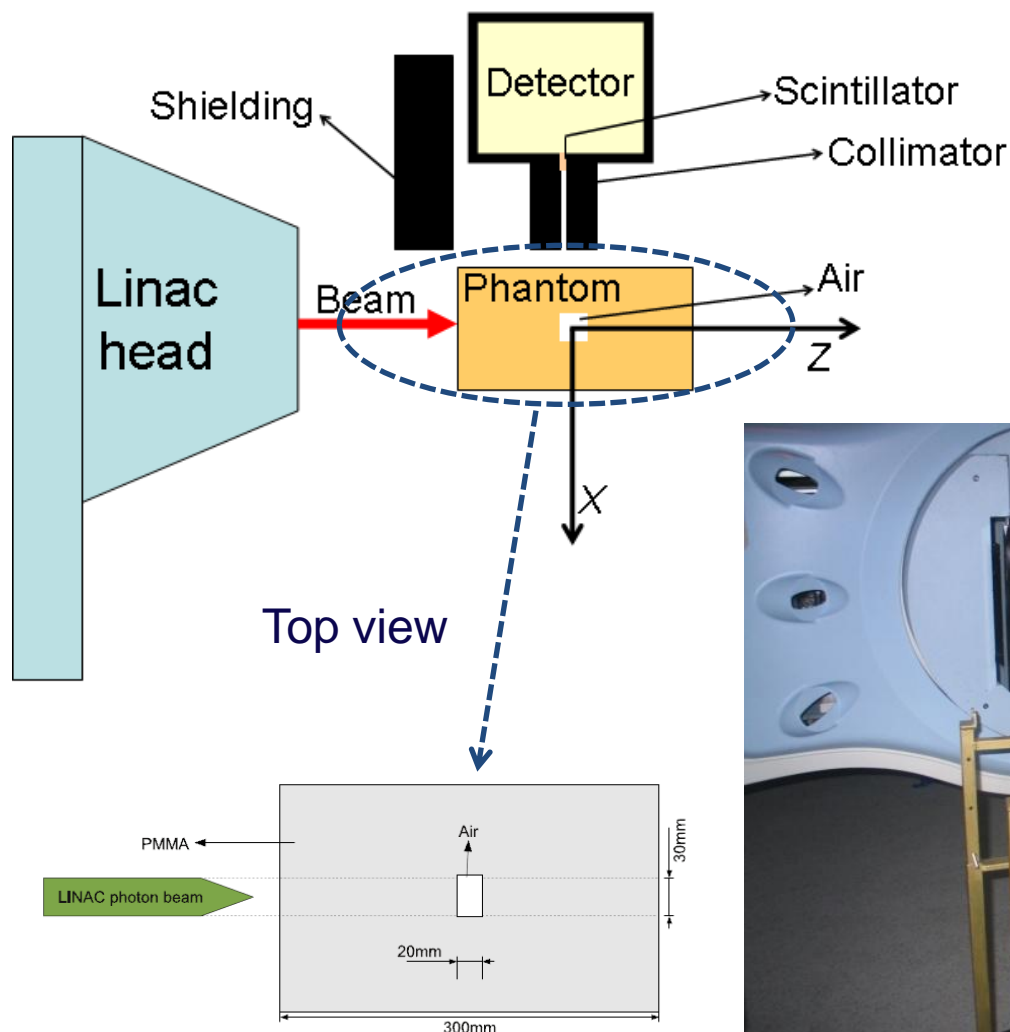 Detector
Scintillator
Shielding
Collimator
Linac
head
Beam
Phantom
Air
Z
X
Top view
PMMA
Air
30mm
LINAC photon beam
20mm
300mm